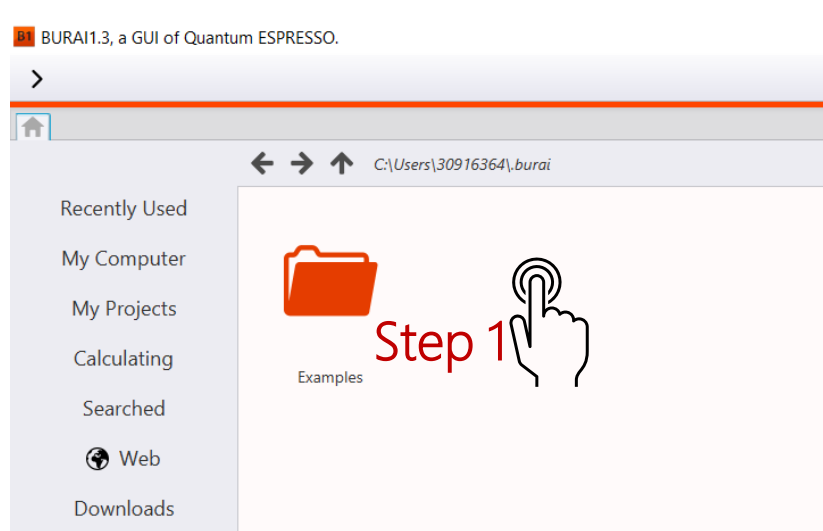 B1 BURAI1.3, a GUI of Quantum ESPRESSO.
C:\Users\30916364\.burai
Recently Used
My Computer
My Projects
Calculating
Searched
Web
Downloads
Step 1
Examples